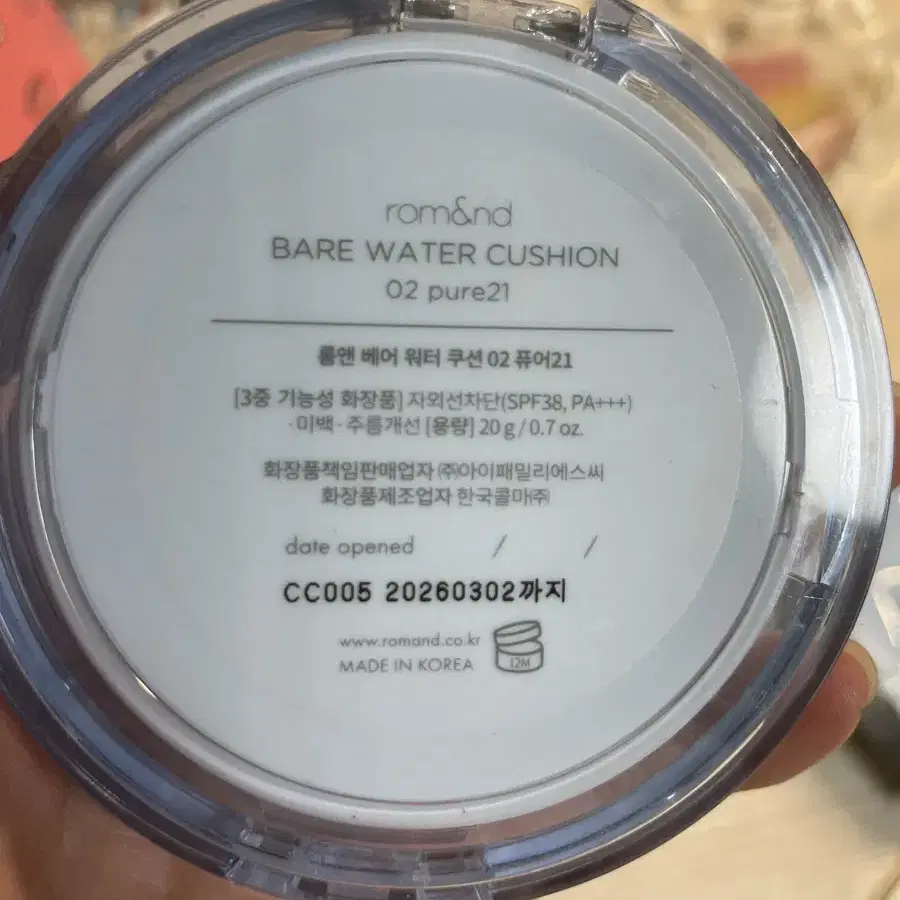 rom&nd
BARE WATER CUSHION
02 pure21
롬앤 베어 워터 쿠션 02 퓨어21
[3중 기능성 화장품] 자외선차단(SPF38, PA+++)
·미백·주름개선 [용량] 20 g / 0.7 oz.
화장품책임판매업자 ㈜아이패밀리에스씨
화장품제조업자 한국콜마㈜
date opened / /
CC005 20260302까지
www.romand.co.kr
MADE IN KOREA
12M